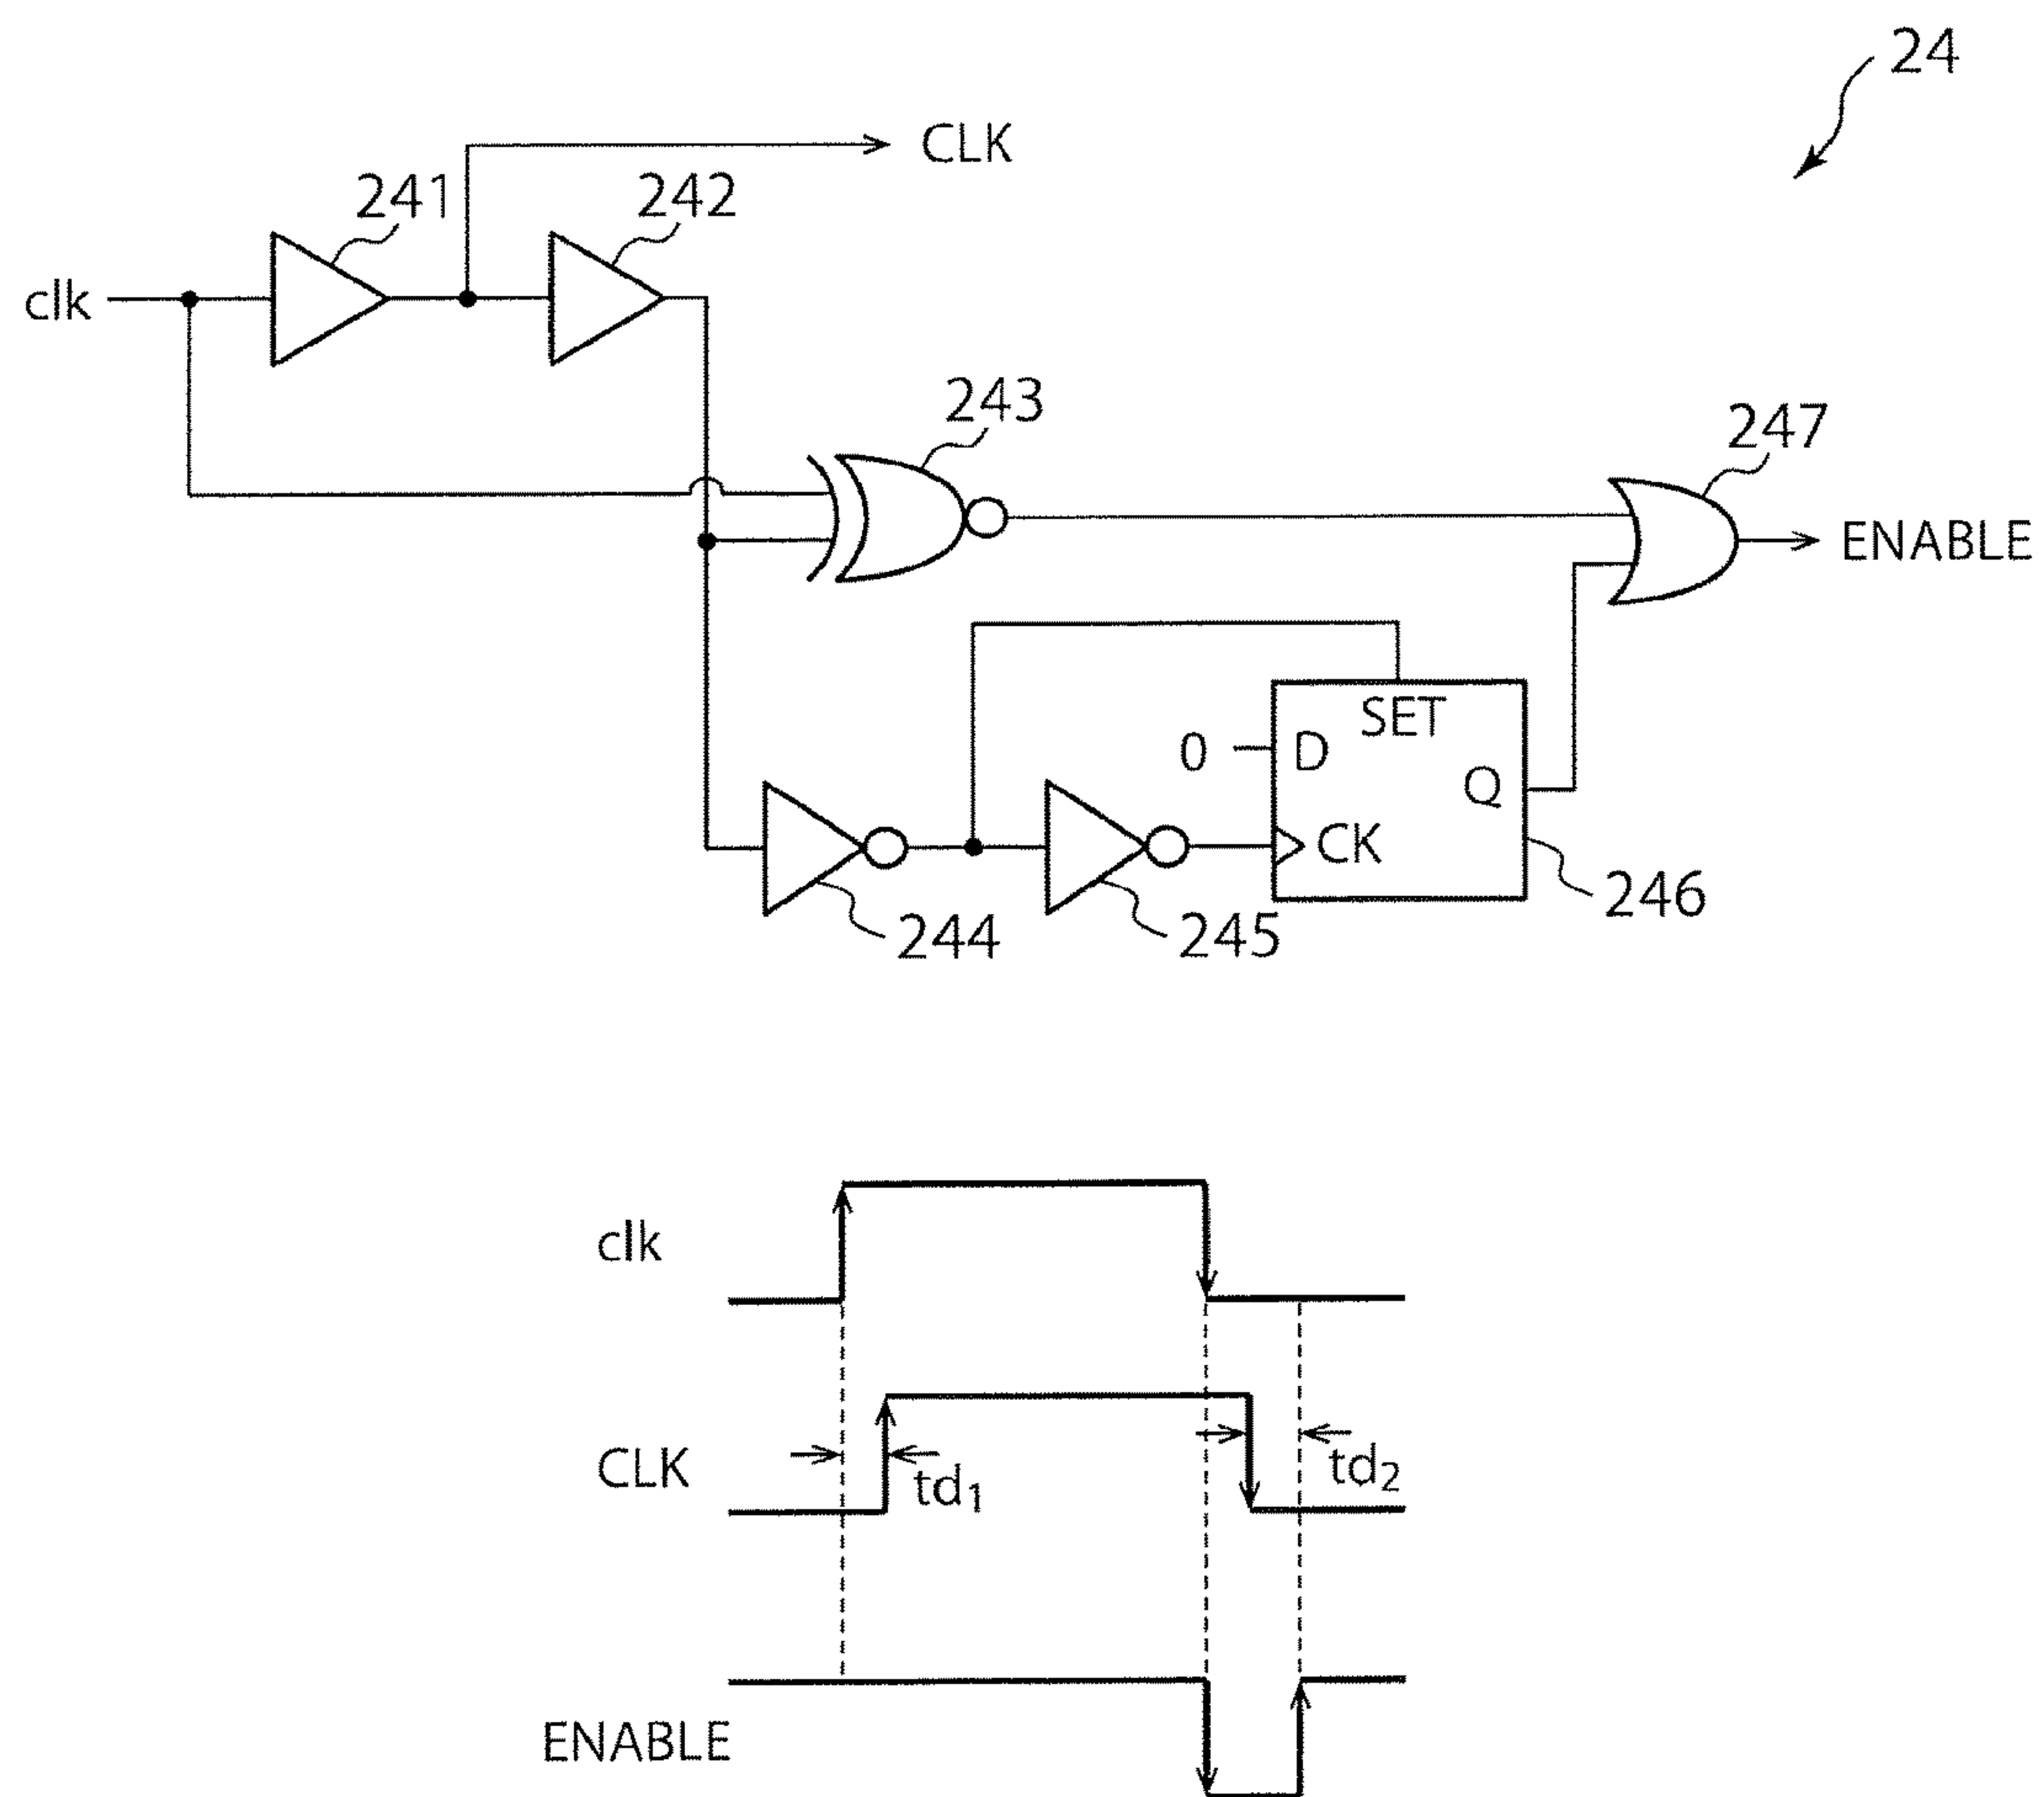 24
CLK
241
242
clk
243
247
ENABLE
SET
0
D
Q
CK
246
244
245
clk
CLK
td1
td2
ENABLE